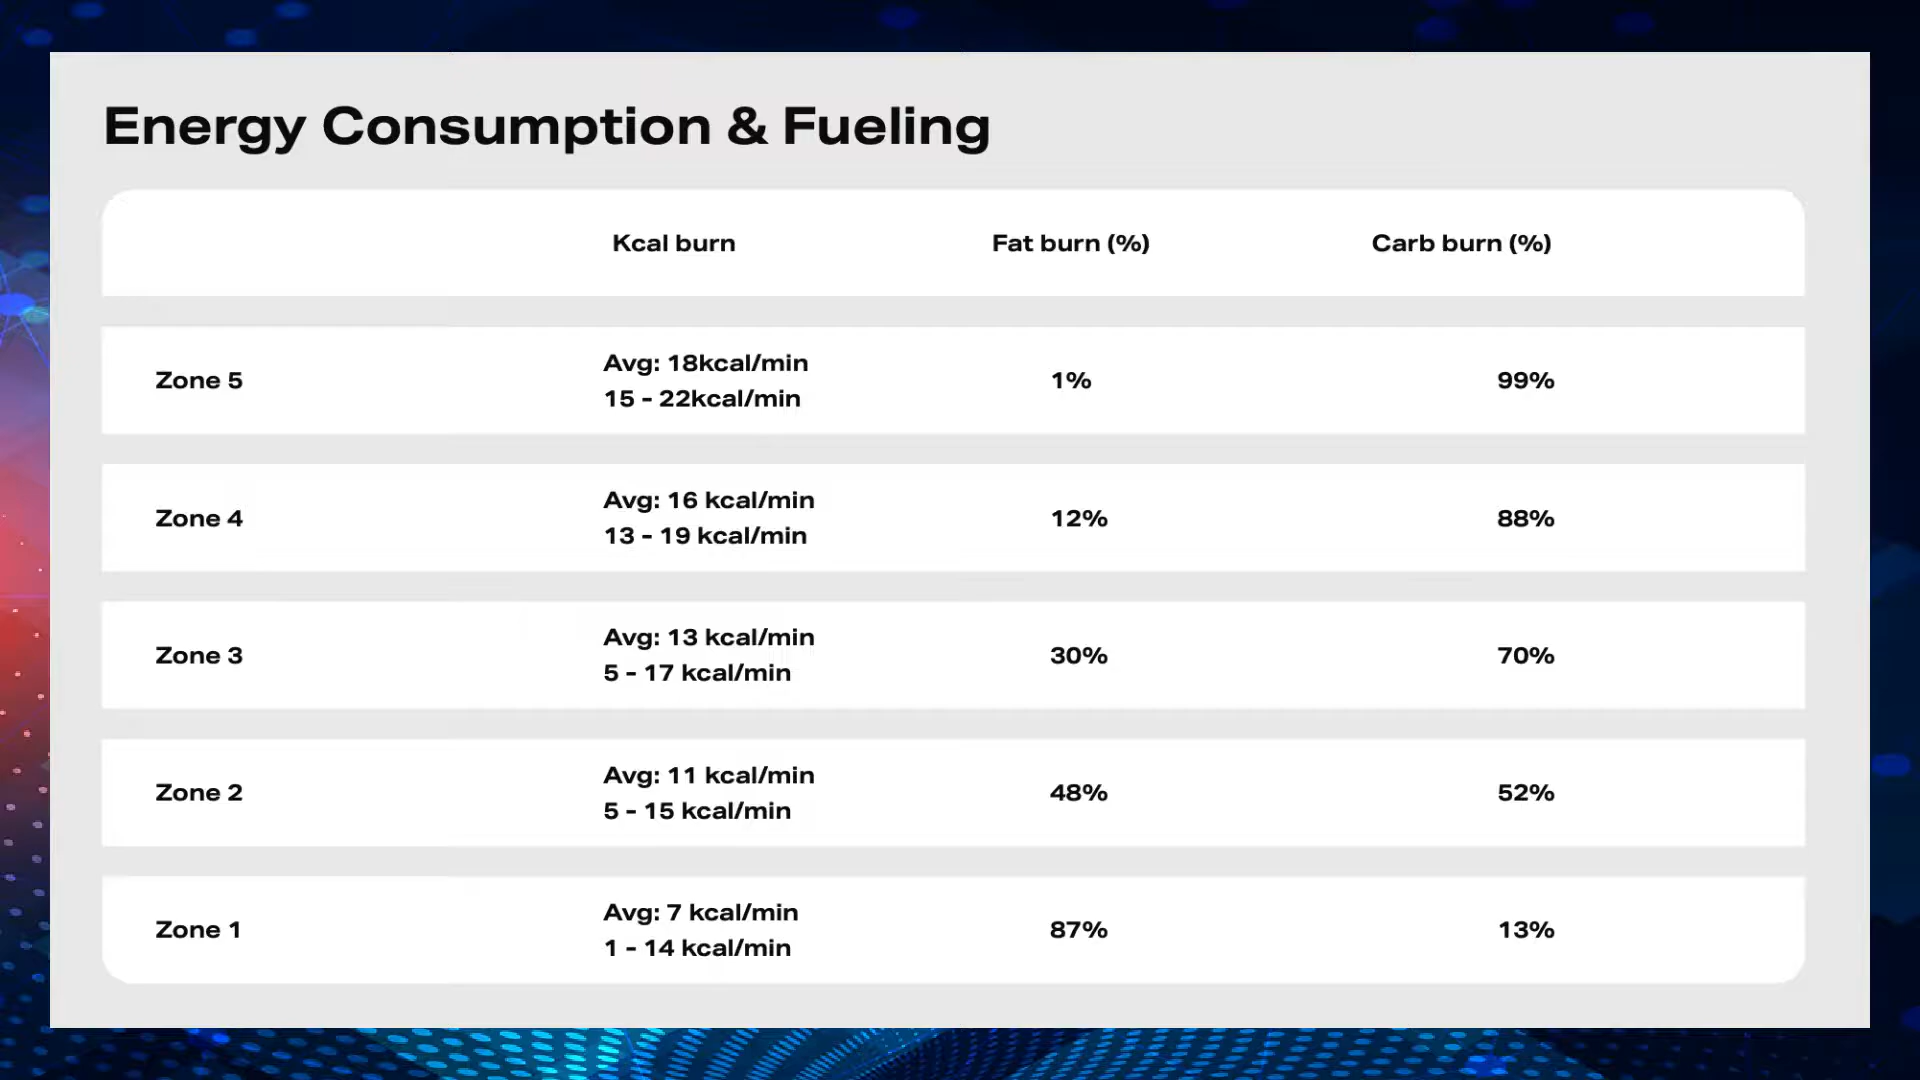 Energy Consumption & Fueling
Kcal burn Fat burn (%) Carb burn (%)
Zone 5
Avg: 18kcal/min
15 - 22kcal/min
1%
99%
Zone 4
Avg: 16 kcal/min
13 - 19 kcal/min
12%
88%
Zone 3
Avg: 13 kcal/min
5 - 17 kcal/min
30%
70%
Zone 2
Avg: 11 kcal/min
5 - 15 kcal/min
48%
52%
Zone 1
Avg: 7 kcal/min
1 - 14 kcal/min
87%
13%